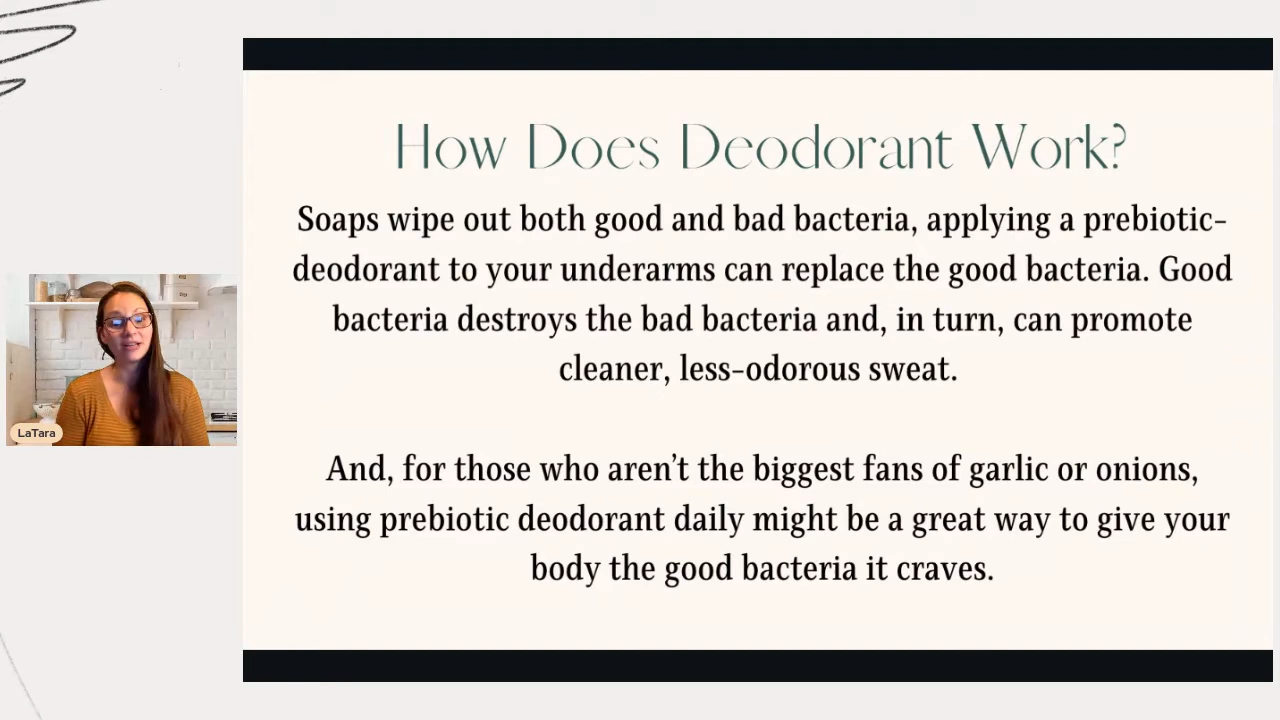 How Does Deodorant Work?
Soaps wipe out both good and bad bacteria, applying a prebiotic-
deodorant to your underarms can replace the good bacteria. Good
bacteria destroys the bad bacteria and, in turn, can promote
cleaner, less-odorous sweat.
And, for those who aren't the biggest fans of garlic or onions,
using prebiotic deodorant daily might be a great way to give your
body the good bacteria it craves.
LaTara